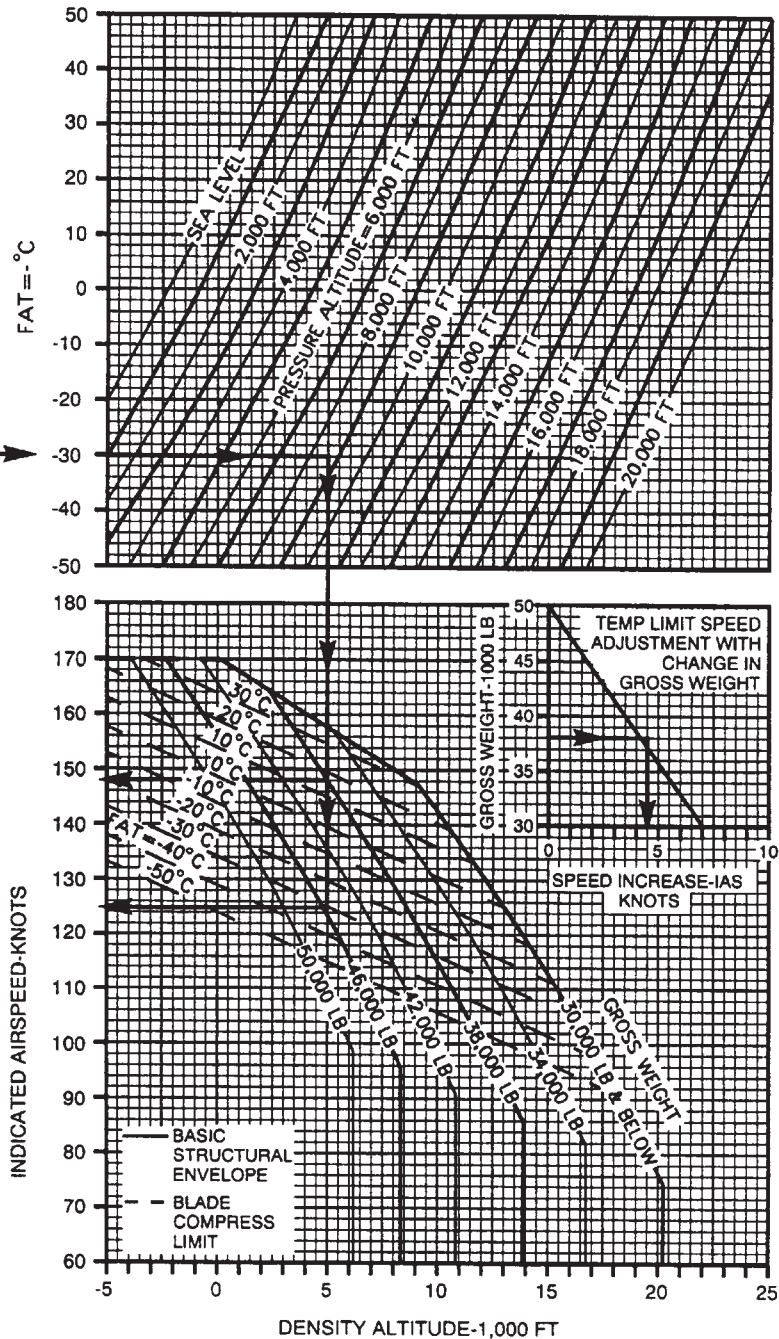 50
40
30
20
10
0
-10
-20
-30
-40
-50
FAT=-°C
SEA LEVEL
2,000 FT
4,000 FT
PRESSURE ALTITUDE=6,000 FT
8,000 FT
10,000 FT
12,000 FT
14,000 FT
16,000 FT
18,000 FT
20,000 FT
180
170
160
150
140
130
120
110
100
90
80
70
60
INDICATED AIRSPEED-KNOTS
30°C
20°C
10°C
0°C
-10°C
-20°C
-30°C
FAT=-40°C
-50°C
50,000 LB
46,000 LB
42,000 LB
38,000 LB
34,000 LB
30,000 LB & BELOW
GROSS WEIGHT
BASIC
STRUCTURAL
ENVELOPE
BLADE
COMPRESS
LIMIT
GROSS WEIGHT-1000 LB
50
45
40
35
30
TEMP LIMIT SPEED
ADJUSTMENT WITH
CHANGE IN
GROSS WEIGHT
0 5 10
SPEED INCREASE-IAS
KNOTS
-5 0 5 10 15 20 25
DENSITY ALTITUDE-1,000 FT